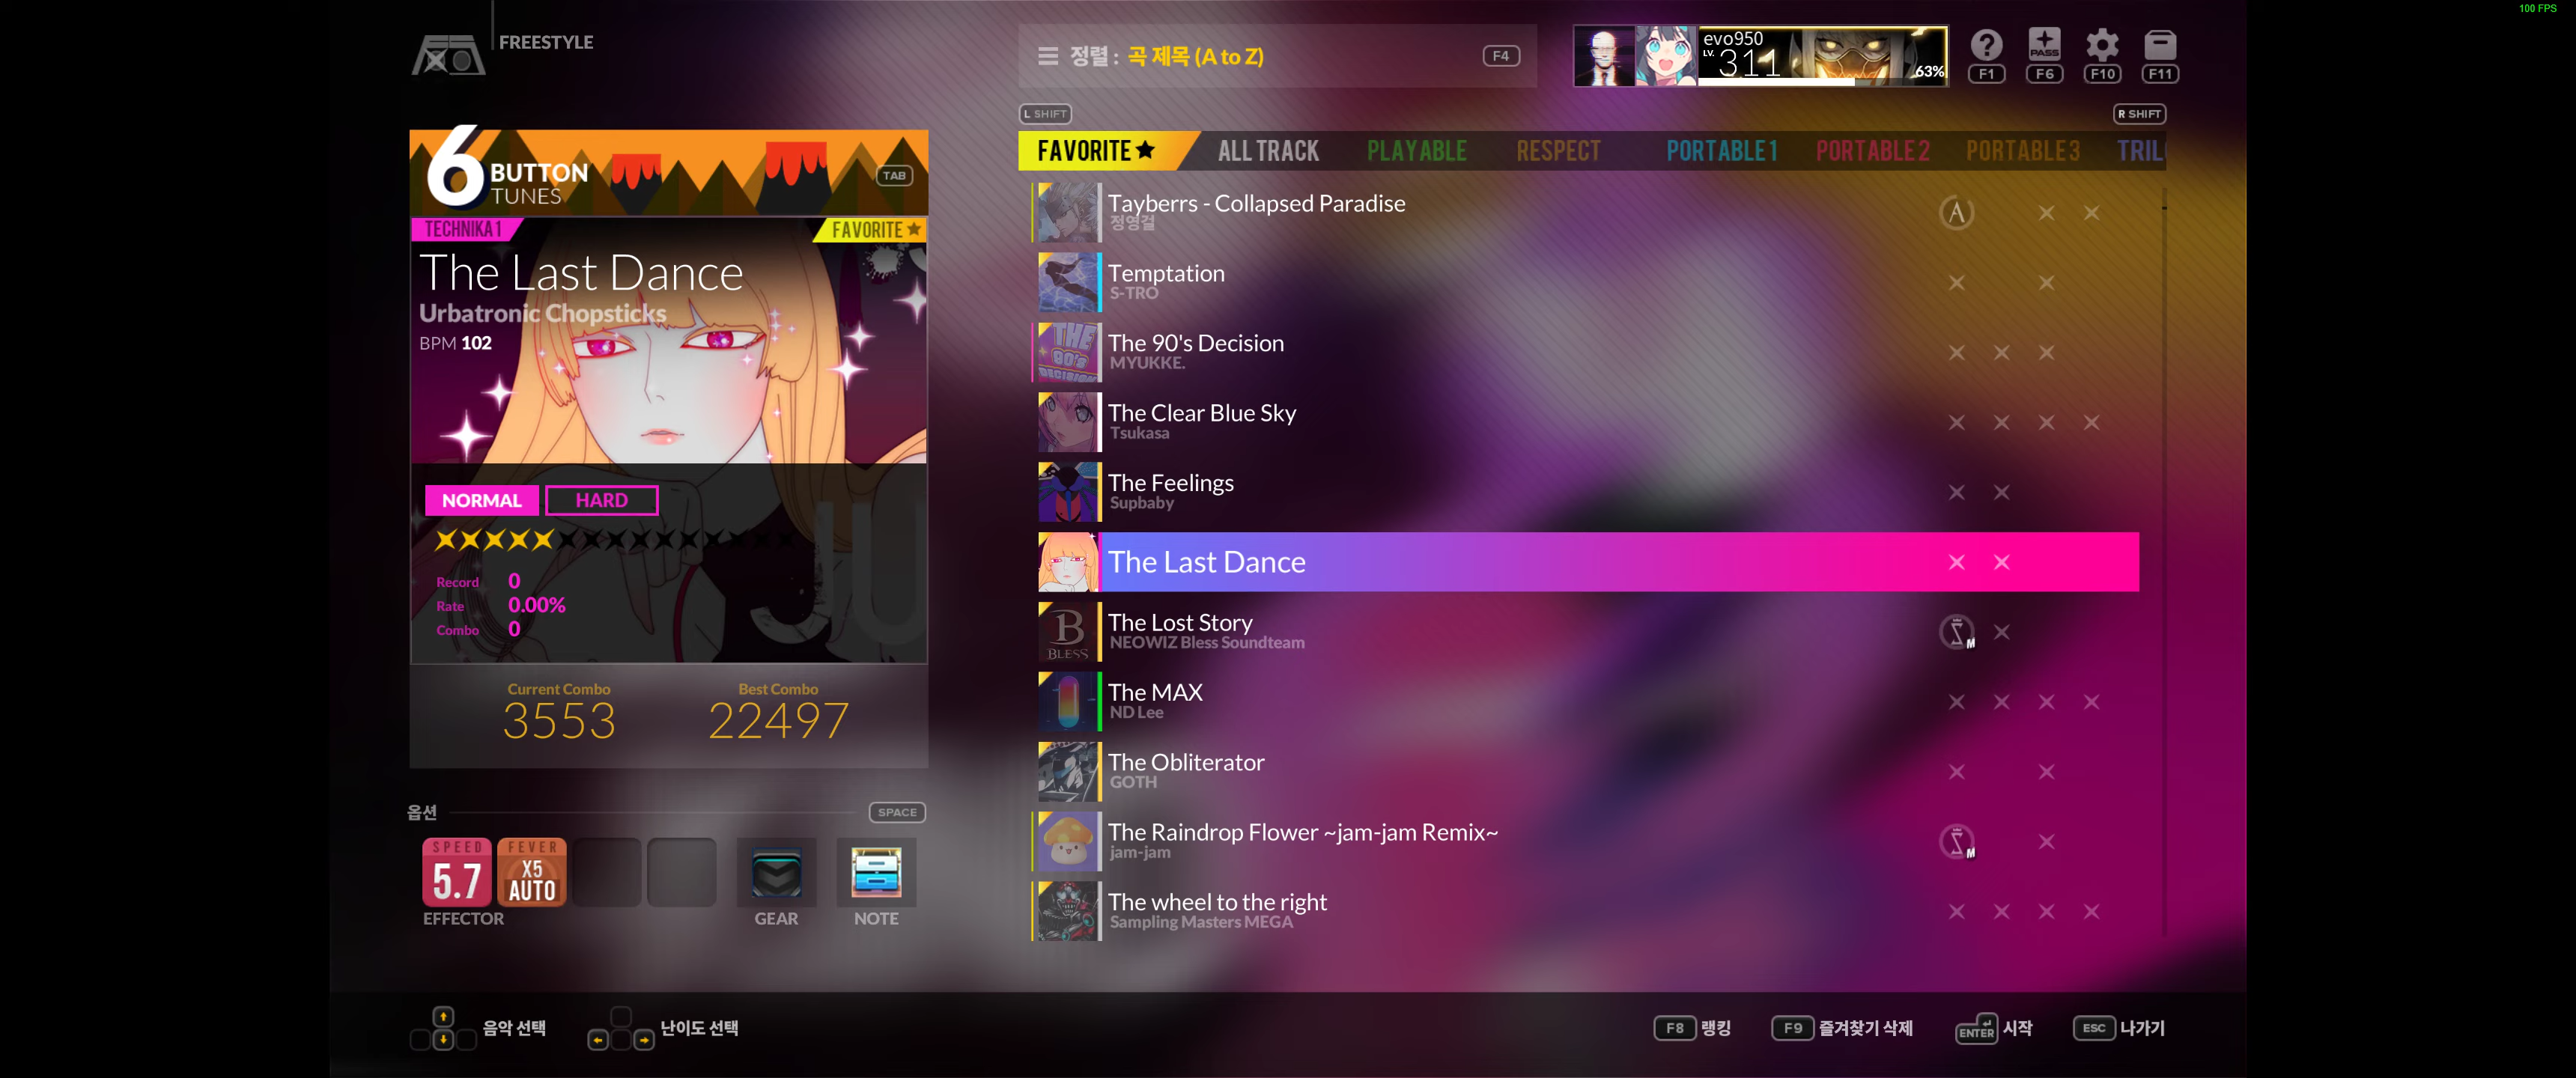 100 FPS
FREESTYLE
정렬 : 곡 제목 (A to Z)
F4
evo950
LV. 311
63%
F1
PASS
F6
F10
F11
L SHIFT
R SHIFT
FAVORITE ★
ALL TRACK
PLAYABLE
RESPECT
PORTABLE 1
PORTABLE 2
PORTABLE 3
TRIL
6 BUTTON
TUNES
TAB
TECHNIKA 1
FAVORITE ★
The Last Dance
Urbatronic Chopsticks
BPM 102
NORMAL
HARD
Record 0
Rate 0.00%
Combo 0
Current Combo
3553
Best Combo
22497
옵션
SPACE
SPEED
5.7
FEVER
X5
AUTO
EFFECTOR
GEAR
NOTE
Tayberrs - Collapsed Paradise
정영걸
A
Temptation
S-TRO
THE 90's DECISION
The 90's Decision
MYUKKE.
The Clear Blue Sky
Tsukasa
The Feelings
Supbaby
The Last Dance
B
BLESS
The Lost Story
NEOWIZ Bless Soundteam
S M
The MAX
ND Lee
The Obliterator
GOTH
The Raindrop Flower ~jam-jam Remix~
jam-jam
S M
The wheel to the right
Sampling Masters MEGA
음악 선택
난이도 선택
F8 랭킹
F9 즐겨찾기 삭제
ENTER 시작
ESC 나가기